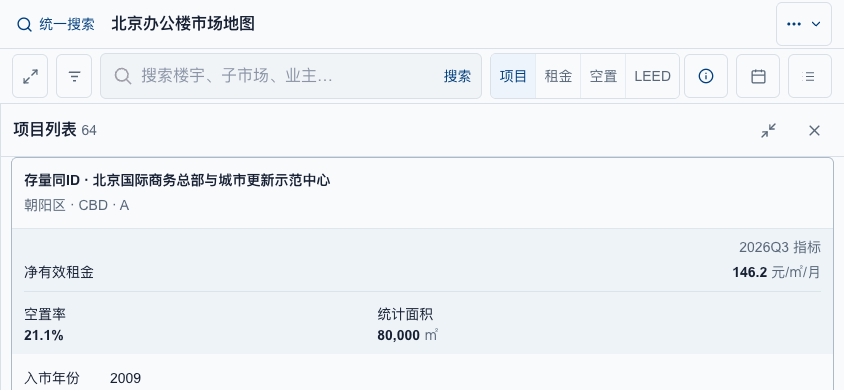 统一搜索 北京办公楼市场地图
搜索楼宇、子市场、业主… 搜索 项目 租金 空置 LEED
项目列表 64
存量同ID · 北京国际商务总部与城市更新示范中心
朝阳区 · CBD · A
2026Q3 指标
净有效租金 146.2 元/㎡/月
空置率 统计面积
21.1% 80,000 ㎡
入市年份 2009